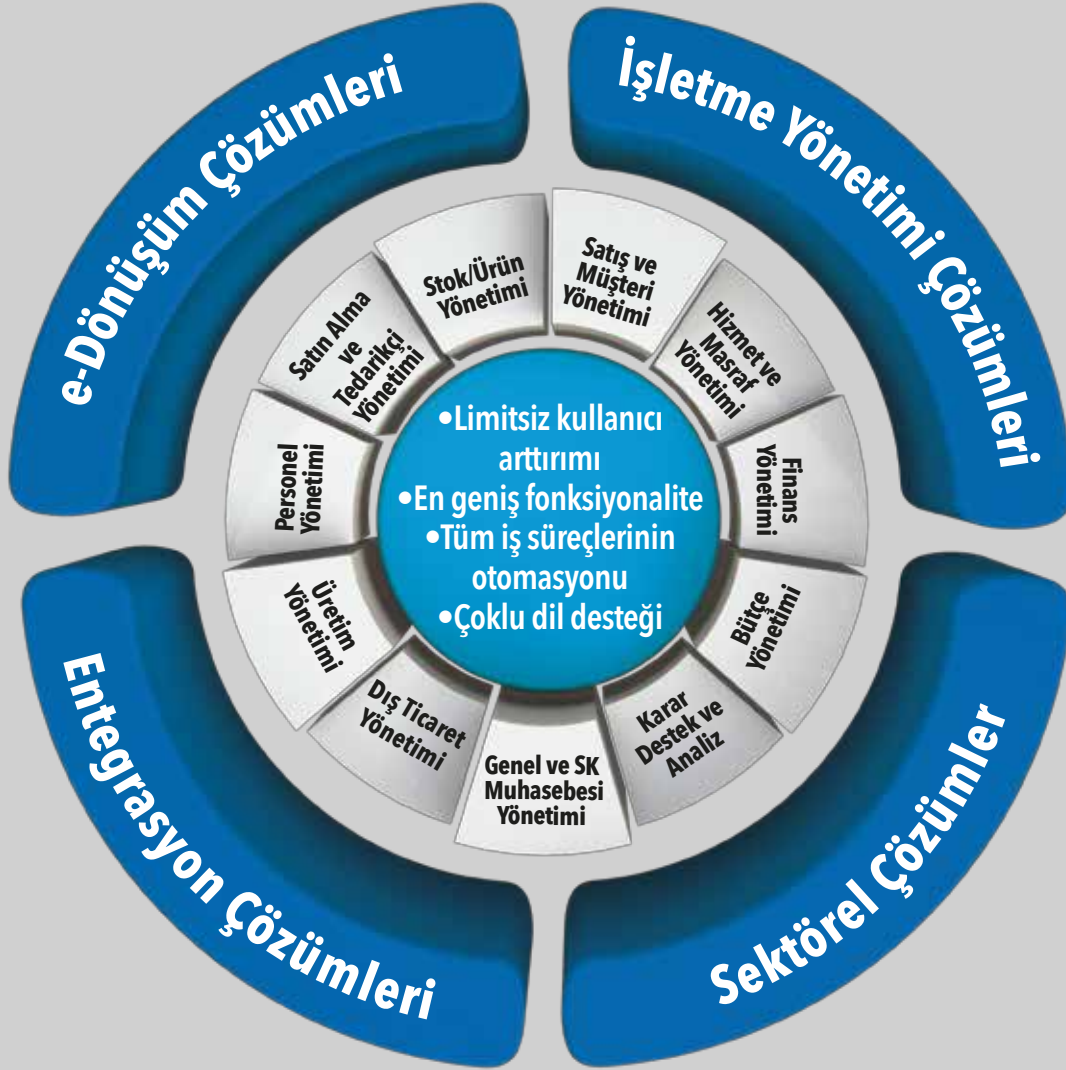 e-Dönüşüm Çözümleri
İşletme Yönetimi Çözümleri
Stok/Ürün
Yönetimi
Satış ve
Müşteri
Yönetimi
Hizmet ve
Masraf
Yönetimi
Finans
Yönetimi
Bütçe
Yönetimi
Karar
Destek ve
Analiz
Genel ve SK
Muhasebesi
Yönetimi
Dış Ticaret
Yönetimi
Üretim
Yönetimi
Personel
Yönetimi
Satın Alma
ve
Tedarikçi
Yönetimi
•Limitsiz kullanıcı
arttırımı
•En geniş fonksiyonalite
•Tüm iş süreçlerinin
otomasyonu
•Çoklu dil desteği
Entegrasyon Çözümleri
Sektörel Çözümler